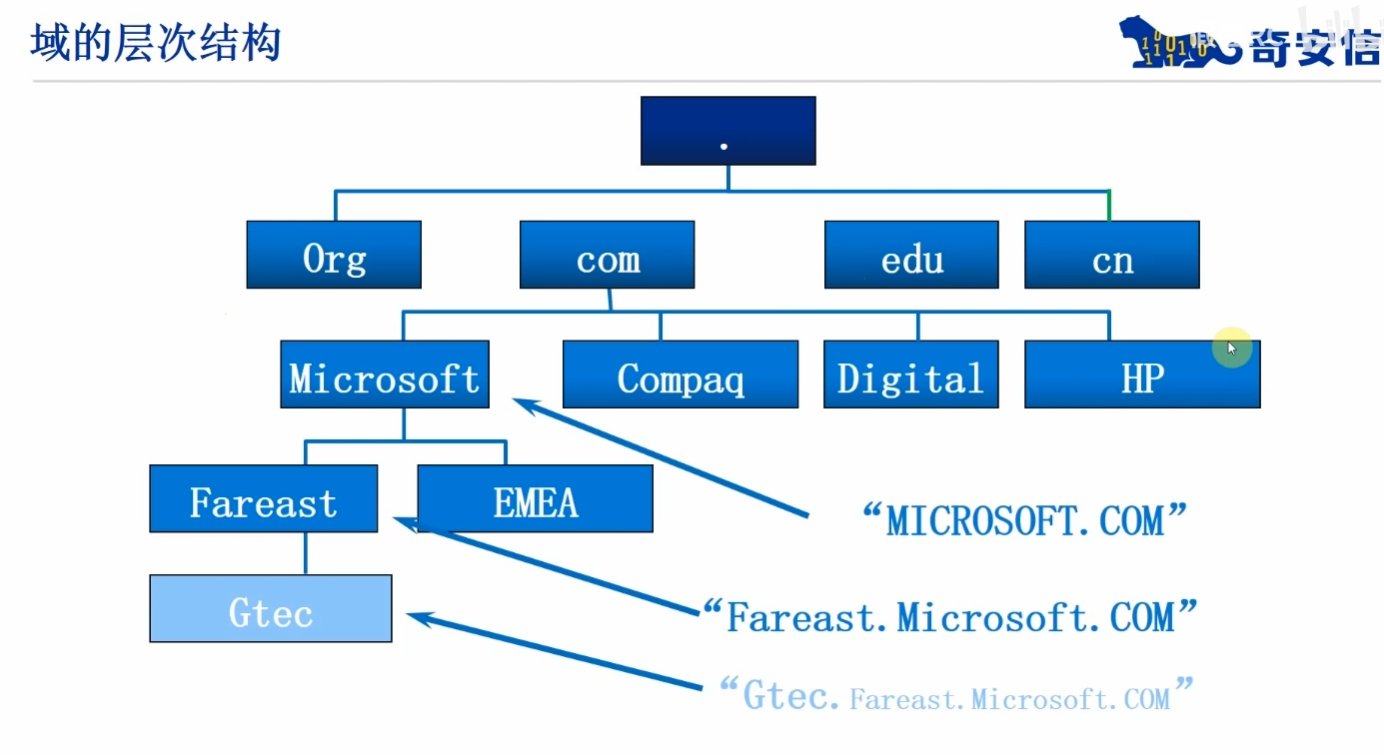 域的层次结构
奇安信
.
Org com edu cn
Microsoft Compaq Digital HP
Fareast EMEA
“MICROSOFT.COM”
Gtec
“Fareast.Microsoft.COM”
“Gtec.Fareast.Microsoft.COM”